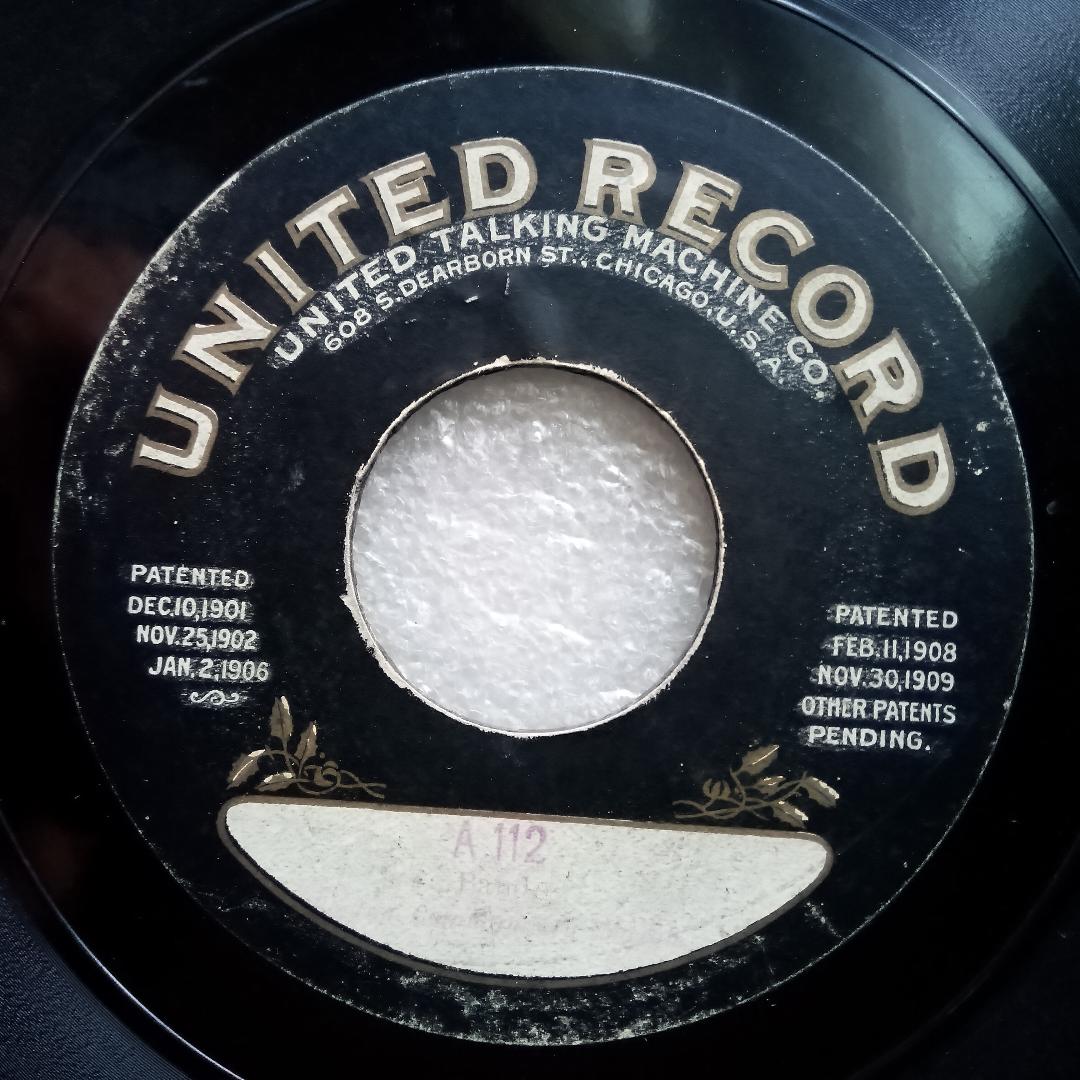 UNITED RECORD
UNITED TALKING MACHINE CO
608 S. DEARBORN ST., CHICAGO, U.S.A.
PATENTED
DEC.10,1901
NOV.25,1902
JAN.2,1906
PATENTED
FEB.11,1908
NOV.30,1909
OTHER PATENTS
PENDING.
A 112
Band